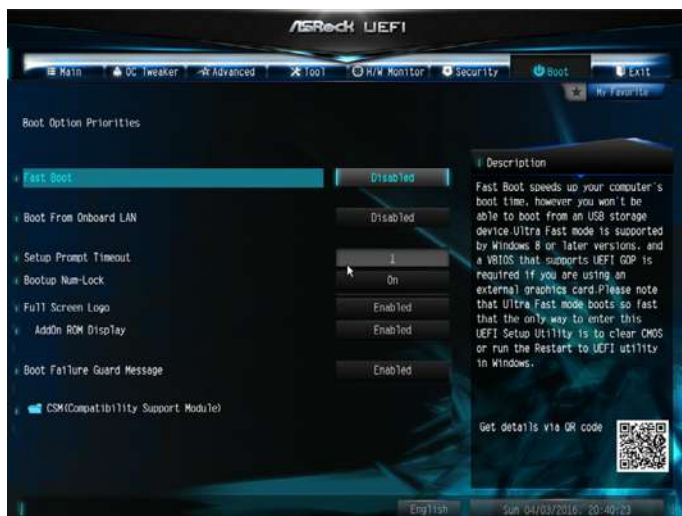 ASRock UEFI
Main OC Tweaker Advanced Tool H/W Monitor Security Boot Exit
My Favorite
Boot Option Priorities
Description
Fast Boot Disabled
Fast Boot speeds up your computer's
boot time, however you won't be
able to boot from an USB storage
device.Ultra Fast mode is supported
by Windows 8 or later versions. and
a VBIOS that supports UEFI GOP is
required if you are using an
external graphics card.Please note
that Ultra Fast mode boots so fast
that the only way to enter this
UEFI Setup Utility is to clear CMOS
or run the Restart to UEFI utility
in Windows.
Boot From Onboard LAN Disabled
Setup Prompt Timeout 1
Bootup Num-Lock On
Full Screen Logo Enabled
AddOn ROM Display Enabled
Boot Failure Guard Message Enabled
CSM(Compatibility Support Module)
Get details via QR code
English
Sun 04/03/2016, 20:40:23